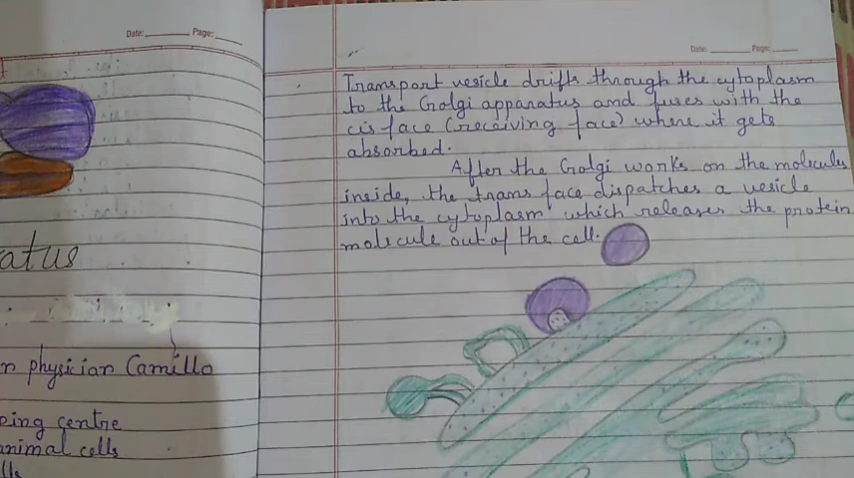 Date: Page:
atus
n physician Camillo
ping centre
animal cells
lls
Date: Page:
Transport vesicle drifts through the cytoplasm
to the Golgi apparatus and fuses with the
cis face (receiving face) where it gets
absorbed.
After the Golgi works on the molecules
inside, the trans face dispatches a vesicle
into the cytoplasm which releases the protein
molecule out of the cell.